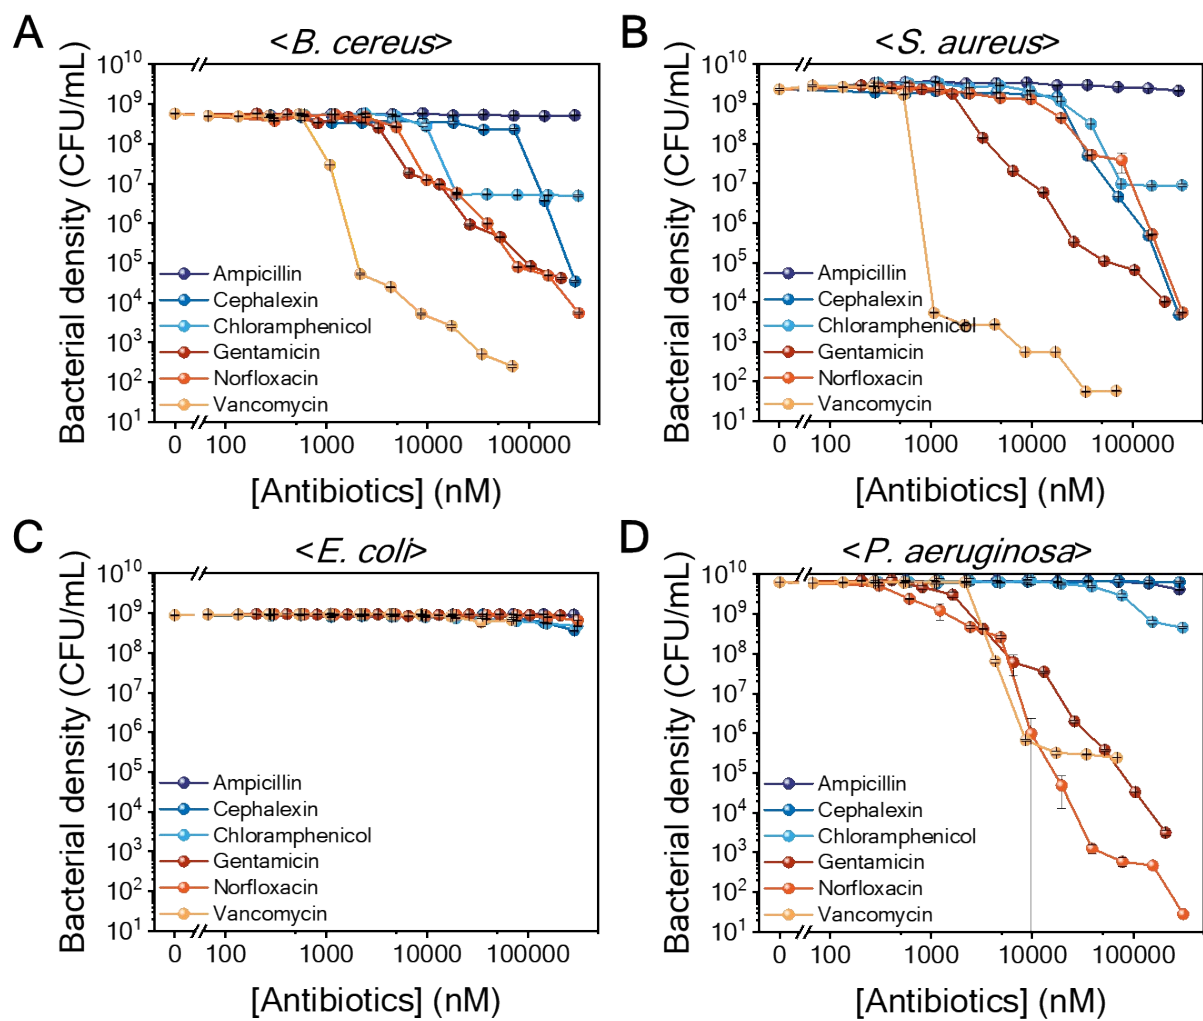 A
<B. cereus>
Bacterial density (CFU/mL)
10^10
10^9
10^8
10^7
10^6
10^5
10^4
10^3
10^2
10^1
Ampicillin
Cephalexin
Chloramphenicol
Gentamicin
Norfloxacin
Vancomycin
0 100 1000 10000 100000
[Antibiotics] (nM)
B
<S. aureus>
Bacterial density (CFU/mL)
10^10
10^9
10^8
10^7
10^6
10^5
10^4
10^3
10^2
10^1
Ampicillin
Cephalexin
Chloramphenicol
Gentamicin
Norfloxacin
Vancomycin
0 100 1000 10000 100000
[Antibiotics] (nM)
C
<E. coli>
Bacterial density (CFU/mL)
10^10
10^9
10^8
10^7
10^6
10^5
10^4
10^3
10^2
10^1
Ampicillin
Cephalexin
Chloramphenicol
Gentamicin
Norfloxacin
Vancomycin
0 100 1000 10000 100000
[Antibiotics] (nM)
D
<P. aeruginosa>
Bacterial density (CFU/mL)
10^10
10^9
10^8
10^7
10^6
10^5
10^4
10^3
10^2
10^1
Ampicillin
Cephalexin
Chloramphenicol
Gentamicin
Norfloxacin
Vancomycin
0 100 1000 10000 100000
[Antibiotics] (nM)